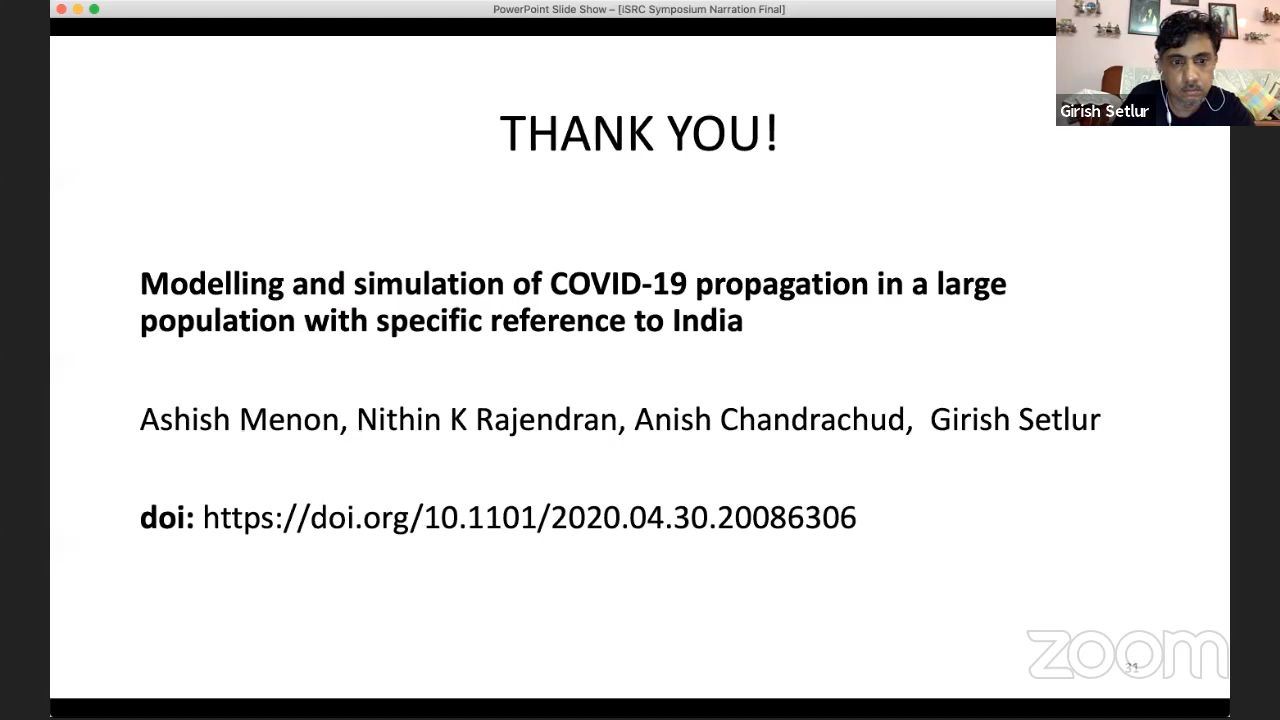 PowerPoint Slide Show – [iSRC Symposium Narration Final]
Girish Setlur
THANK YOU!
Modelling and simulation of COVID-19 propagation in a large
population with specific reference to India
Ashish Menon, Nithin K Rajendran, Anish Chandrachud, Girish Setlur
doi: https://doi.org/10.1101/2020.04.30.20086306
zoom
31